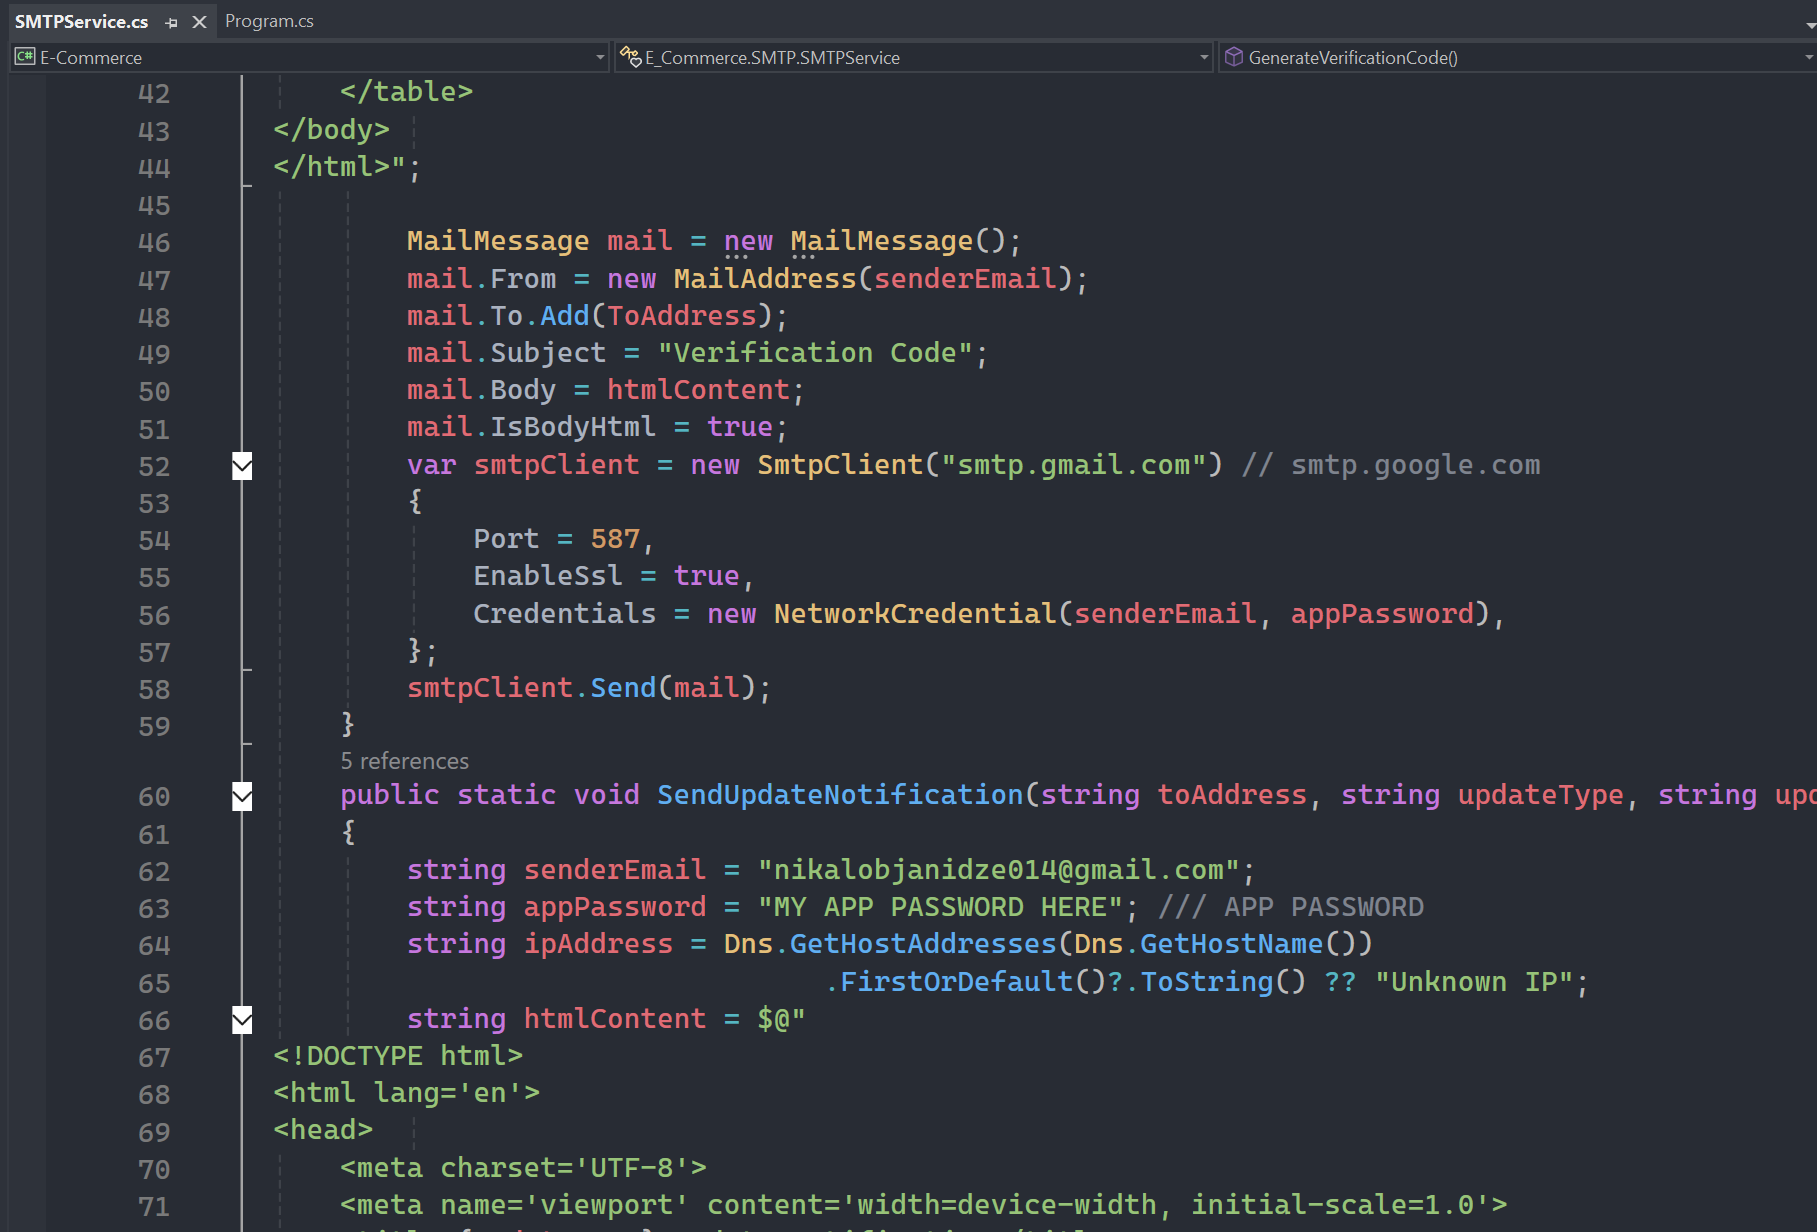 SMTPService.cs Program.cs
C# E-Commerce E_Commerce.SMTP.SMTPService GenerateVerificationCode()
42 </table>
43 </body>
44 </html>";
45
46 MailMessage mail = new MailMessage();
47 mail.From = new MailAddress(senderEmail);
48 mail.To.Add(ToAddress);
49 mail.Subject = "Verification Code";
50 mail.Body = htmlContent;
51 mail.IsBodyHtml = true;
52 var smtpClient = new SmtpClient("smtp.gmail.com") // smtp.google.com
53 {
54 Port = 587,
55 EnableSsl = true,
56 Credentials = new NetworkCredential(senderEmail, appPassword),
57 };
58 smtpClient.Send(mail);
59 }
5 references
60 public static void SendUpdateNotification(string toAddress, string updateType, string
61 {
62 string senderEmail = "nikalobjanidze014@gmail.com";
63 string appPassword = "MY APP PASSWORD HERE"; /// APP PASSWORD
64 string ipAddress = Dns.GetHostAddresses(Dns.GetHostName())
65 .FirstOrDefault()?.ToString() ?? "Unknown IP";
66 string htmlContent = $@"
67 <!DOCTYPE html>
68 <html lang='en'>
69 <head>
70 <meta charset='UTF-8'>
71 <meta name='viewport' content='width=device-width, initial-scale=1.0'>